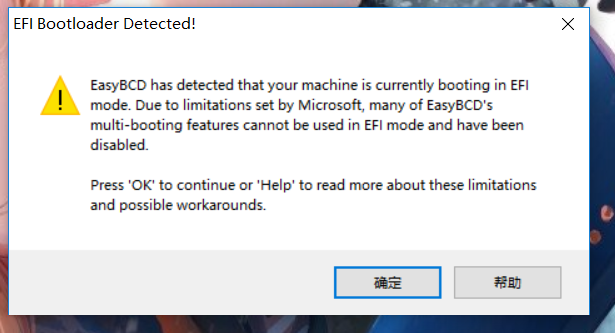 EFI Bootloader Detected!
EasyBCD has detected that your machine is currently booting in EFI
mode. Due to limitations set by Microsoft, many of EasyBCD's
multi-booting features cannot be used in EFI mode and have been
disabled.
Press 'OK' to continue or 'Help' to read more about these limitations
and possible workarounds.
确定
帮助